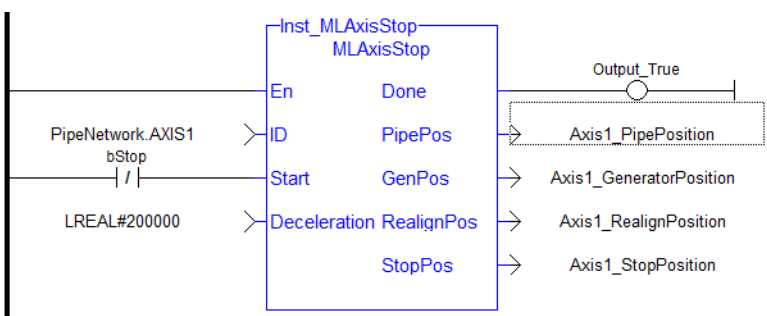 Inst_MLAxisStop
MLAxisStop
Output_True
En Done
PipeNetwork.AXIS1 ID PipePos Axis1_PipePosition
bStop
/ Start GenPos Axis1_GeneratorPosition
LREAL#200000 Deceleration RealignPos Axis1_RealignPosition
StopPos Axis1_StopPosition